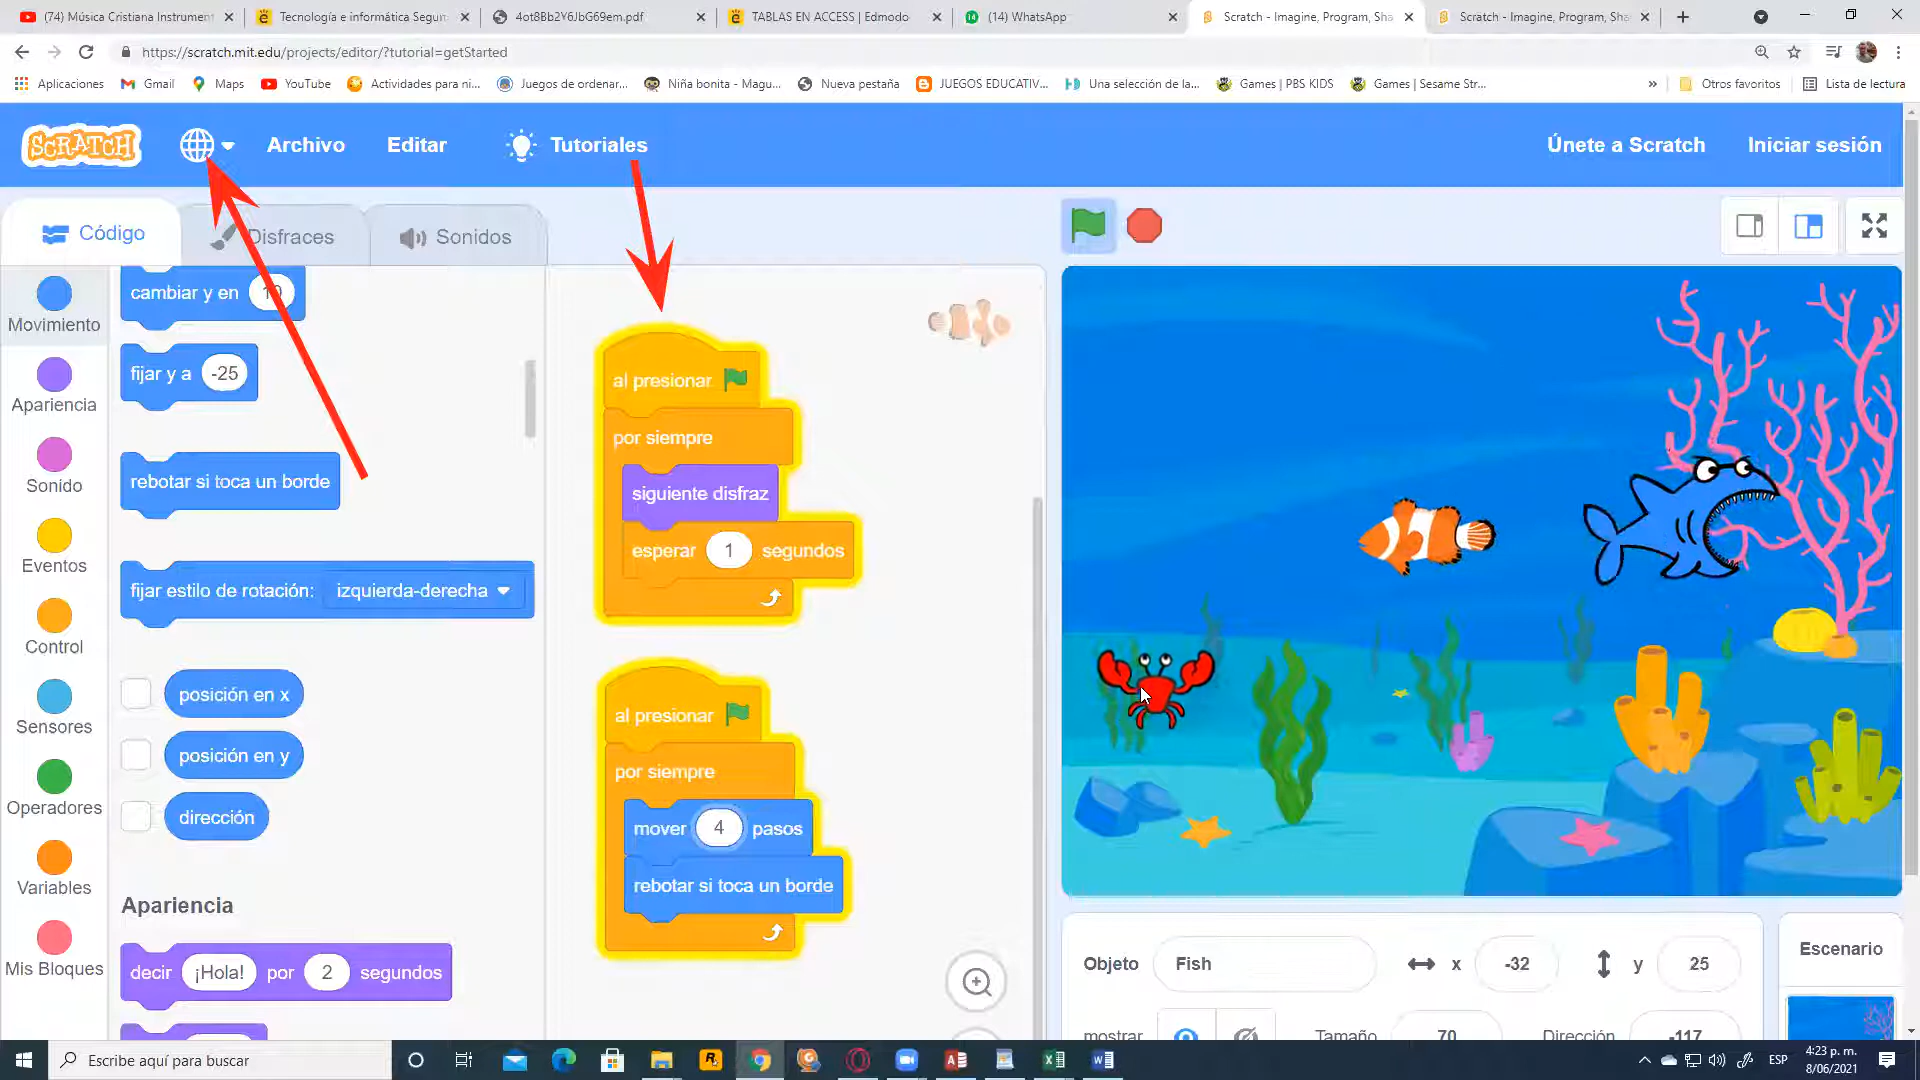 (74) Música Cristiana Instrument
Tecnología e informática Segun
4ot8Bb2Y6JbG69em.pdf
TABLAS EN ACCESS | Edmodo
(14) WhatsApp
Scratch - Imagine, Program, Sha
Scratch - Imagine, Program, Sha
https://scratch.mit.edu/projects/editor/?tutorial=getStarted
Aplicaciones
Gmail
Maps
YouTube
Actividades para ni...
Juegos de ordenar...
Niña bonita - Magu...
Nueva pestaña
JUEGOS EDUCATIV...
Una selección de la...
Games | PBS KIDS
Games | Sesame Str...
»
Otros favoritos
Lista de lectura
SCRATCH
Archivo
Editar
Tutoriales
Únete a Scratch
Iniciar sesión
Código
Disfraces
Sonidos
Movimiento
Apariencia
Sonido
Eventos
Control
Sensores
Operadores
Variables
Mis Bloques
cambiar y en 10
fijar y a -25
rebotar si toca un borde
fijar estilo de rotación: izquierda-derecha
posición en x
posición en y
dirección
Apariencia
decir ¡Hola! por 2 segundos
al presionar
por siempre
siguiente disfraz
esperar 1 segundos
al presionar
por siempre
mover 4 pasos
rebotar si toca un borde
Objeto Fish x -32 y 25
mostrar Tamaño 70 Dirección -117
Escenario
Escribe aquí para buscar
ESP
4:23 p. m.
8/06/2021